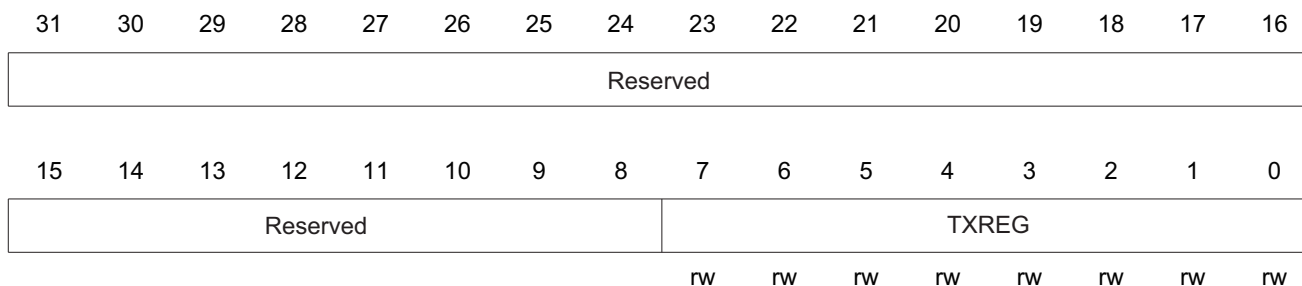 31 30 29 28 27 26 25 24 23 22 21 20 19 18 17 16
Reserved
15 14 13 12 11 10 9 8 7 6 5 4 3 2 1 0
Reserved TXREG
rw rw rw rw rw rw rw rw